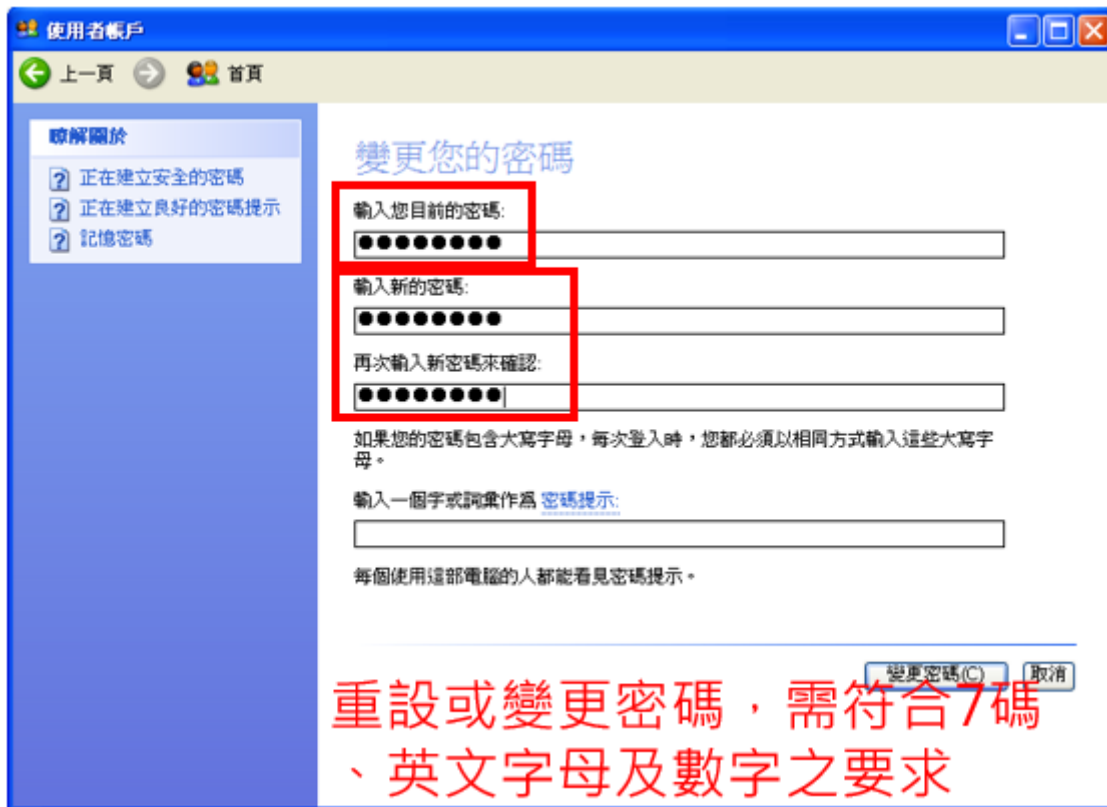 使用者帳戶
上一頁 首頁
瞭解關於
正在建立安全的密碼
正在建立良好的密碼提示
記憶密碼
變更您的密碼
輸入您目前的密碼:
●●●●●●●●
輸入新的密碼:
●●●●●●●●
再次輸入新密碼來確認:
●●●●●●●●
如果您的密碼包含大寫字母，每次登入時，您都必須以相同方式輸入這些大寫字
母。
輸入一個字或詞彙作為 密碼提示:
每個使用這部電腦的人都能看見密碼提示。
變更密碼(C) 取消
重設或變更密碼，需符合7碼
、英文字母及數字之要求